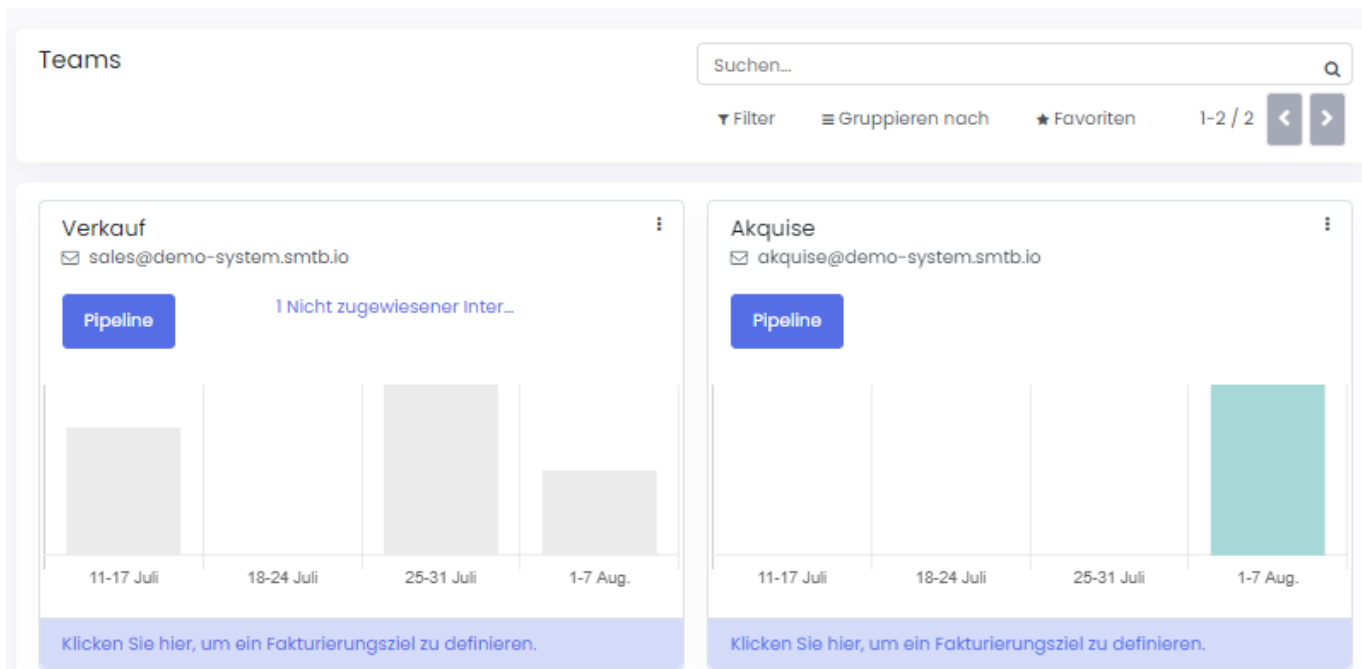 Teams
Suchen...
Filter Gruppieren nach Favoriten 1-2 / 2
Verkauf
sales@demo-system.smtb.io
Pipeline 1 Nicht zugewiesener Inter...
11-17 Juli 18-24 Juli 25-31 Juli 1-7 Aug.
Klicken Sie hier, um ein Fakturierungsziel zu definieren.
Akquise
akquise@demo-system.smtb.io
Pipeline
11-17 Juli 18-24 Juli 25-31 Juli 1-7 Aug.
Klicken Sie hier, um ein Fakturierungsziel zu definieren.